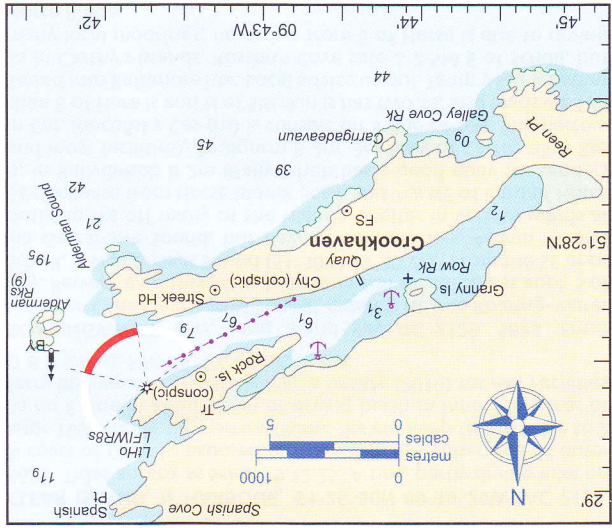 29'
N
metres
0
1000
0
5
cables
Spanish Cove
Spanish
Pt
11₉
LtHo
LFlWR8s
Tr
(conspic)
Rock Is.
BY
Alderman
Rks
(9)
Granny Is
Row Rk
3₁
6₁
6₇
7₉
Streek Hd
Chy (conspic)
Quay
Crookhaven
51°28'N
1₂
FS
19₅
Alderman Sound
21
42
Reen Pt
0₉
Galley Cove Rk
Carrigadeavaun
39
45
44
45'
44
09°43'W
42